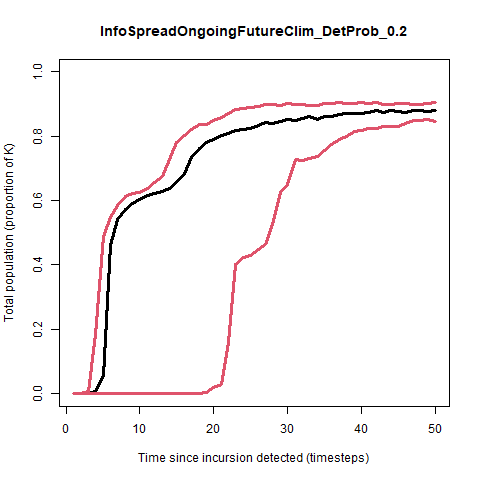 InfoSpreadOngoingFutureClim_DetProb_0.2
Total population (proportion of K)
1.0
0.8
0.6
0.4
0.2
0.0
0 10 20 30 40 50
Time since incursion detected (timesteps)